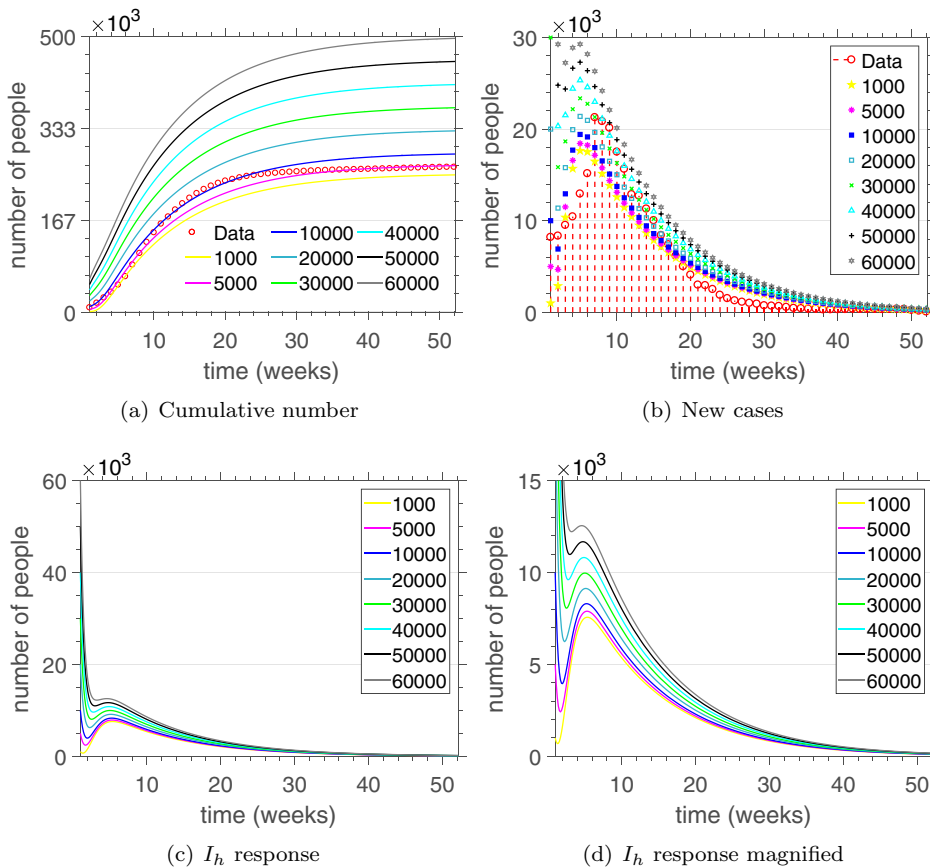 ×10³
500
333
167
0
number of people
Data 10000 40000
1000 20000 50000
5000 30000 60000
10 20 30 40 50
time (weeks)
(a) Cumulative number
×10³
30
20
10
0
number of people
Data
1000
5000
10000
20000
30000
40000
50000
60000
10 20 30 40 50
time (weeks)
(b) New cases
×10³
60
40
20
0
number of people
1000
5000
10000
20000
30000
40000
50000
60000
10 20 30 40 50
time (weeks)
(c) I_h response
×10³
15
10
5
0
number of people
1000
5000
10000
20000
30000
40000
50000
60000
10 20 30 40 50
time (weeks)
(d) I_h response magnified